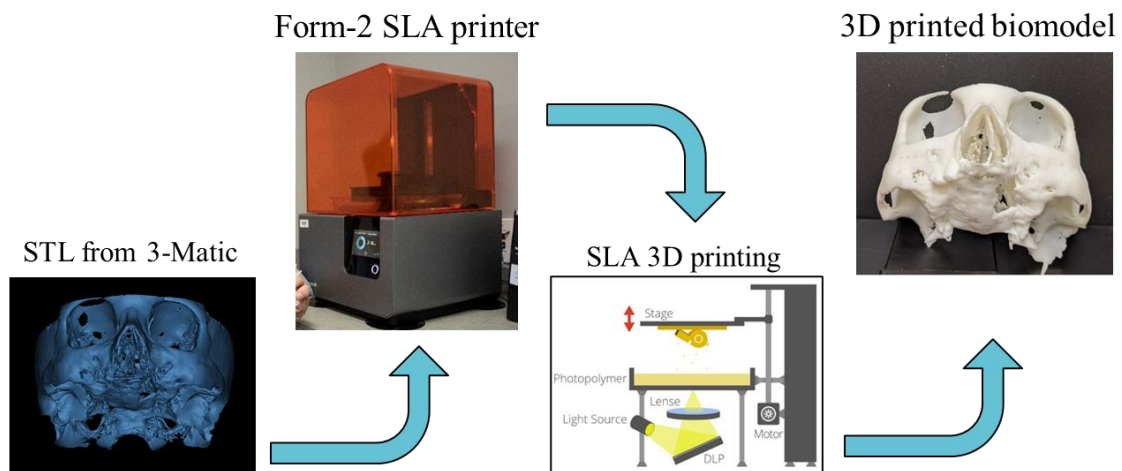 Form-2 SLA printer
3D printed biomodel
STL from 3-Matic
SLA 3D printing
Stage
Photopolymer
Lense
Light Source
Motor
DLP